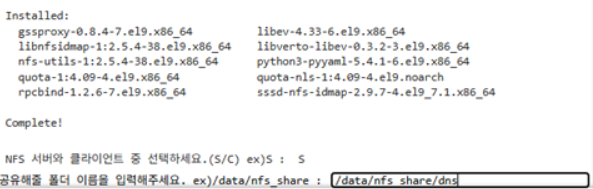 Installed:
gssproxy-0.8.4-7.el9.x86_64 libev-4.33-6.el9.x86_64
libnfsidmap-1:2.5.4-38.el9.x86_64 libverto-libev-0.3.2-3.el9.x86_64
nfs-utils-1:2.5.4-38.el9.x86_64 python3-pyyaml-5.4.1-6.el9.x86_64
quota-1:4.09-4.el9.x86_64 quota-nls-1:4.09-4.el9.noarch
rpcbind-1.2.6-7.el9.x86_64 sssd-nfs-idmap-2.9.7-4.el9_7.1.x86_64
Complete!
NFS 서버와 클라이언트 중 선택하세요.(S/C) ex)S : S
공유해줄 폴더 이름을 입력해주세요. ex)/data/nfs_share : /data/nfs_share/dns